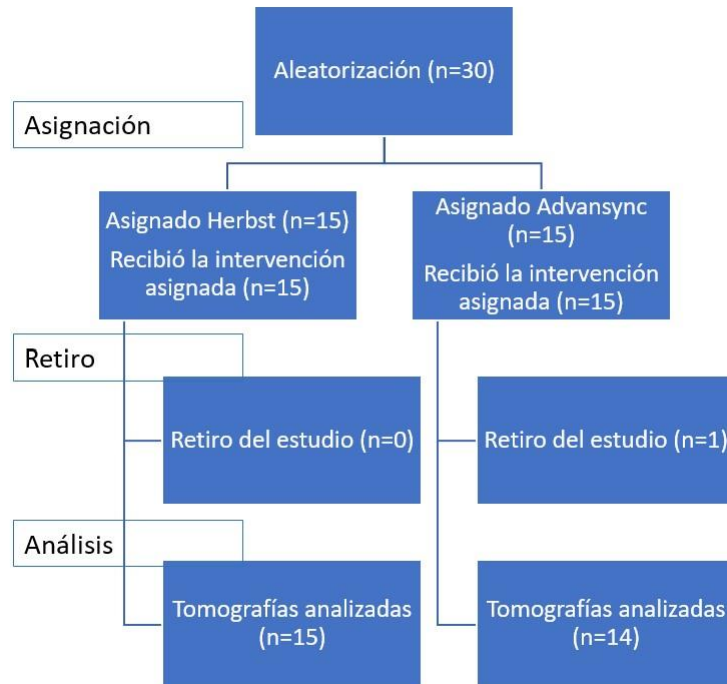 Aleatorización (n=30)
Asignación
Asignado Herbst (n=15)
Recibió la intervención
asignada (n=15)
Asignado Advansync
(n=15)
Recibió la intervención
asignada (n=15)
Retiro
Retiro del estudio (n=0)
Retiro del estudio (n=1)
Análisis
Tomografías analizadas
(n=15)
Tomografías analizadas
(n=14)